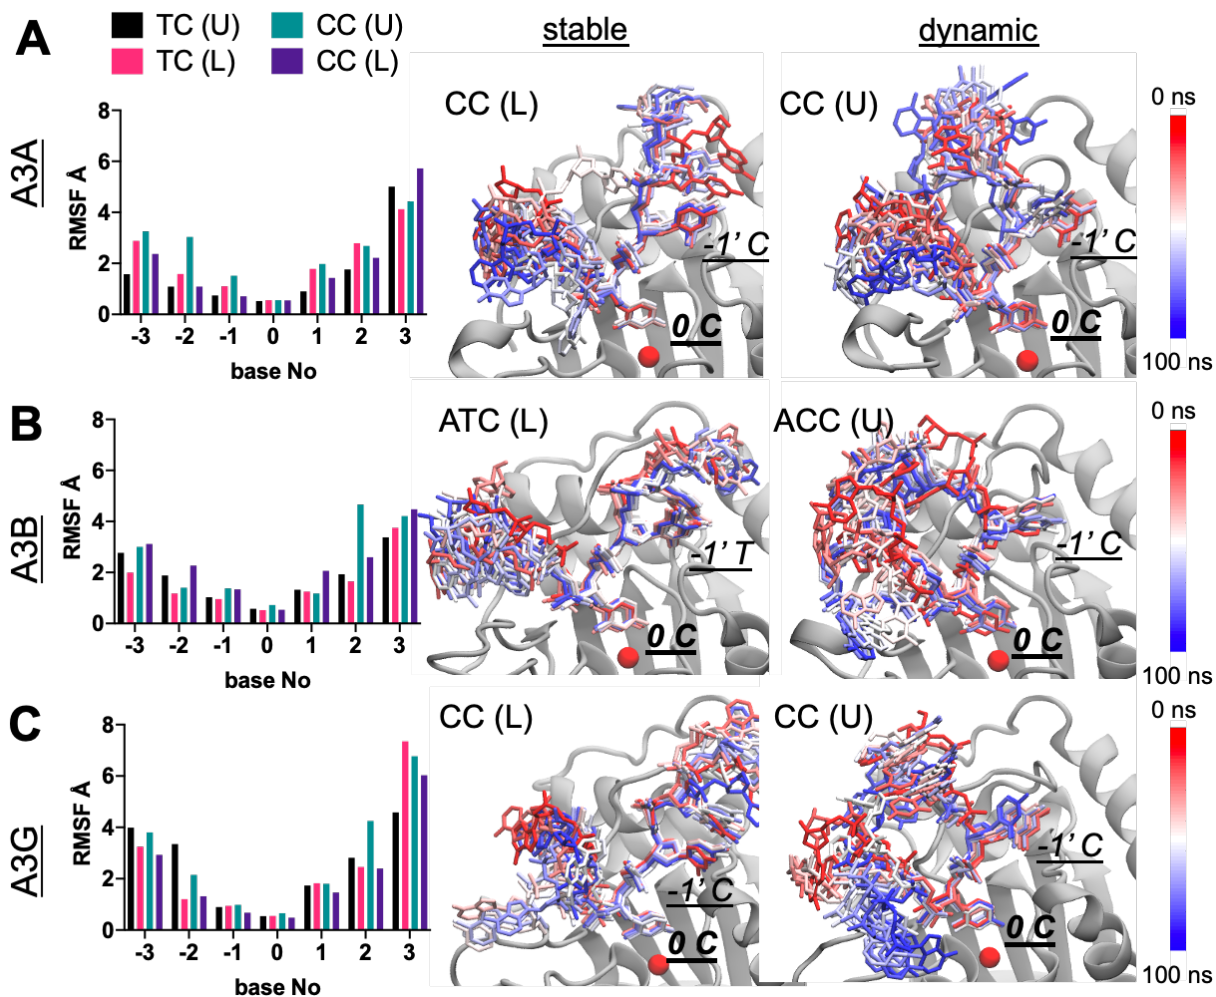 A
TC (U)
CC (U)
TC (L)
CC (L)
stable
dynamic
A3A
RMSF Å
8
6
4
2
0
-3 -2 -1 0 1 2 3
base No
CC (L)
-1' C
0 C
CC (U)
-1' C
0 C
0 ns
100 ns
B
A3B
RMSF Å
8
6
4
2
0
-3 -2 -1 0 1 2 3
base No
ATC (L)
-1' T
0 C
ACC (U)
-1' C
0 C
0 ns
100 ns
C
A3G
RMSF Å
8
6
4
2
0
-3 -2 -1 0 1 2 3
base No
CC (L)
-1' C
0 C
CC (U)
-1' C
0 C
0 ns
100 ns